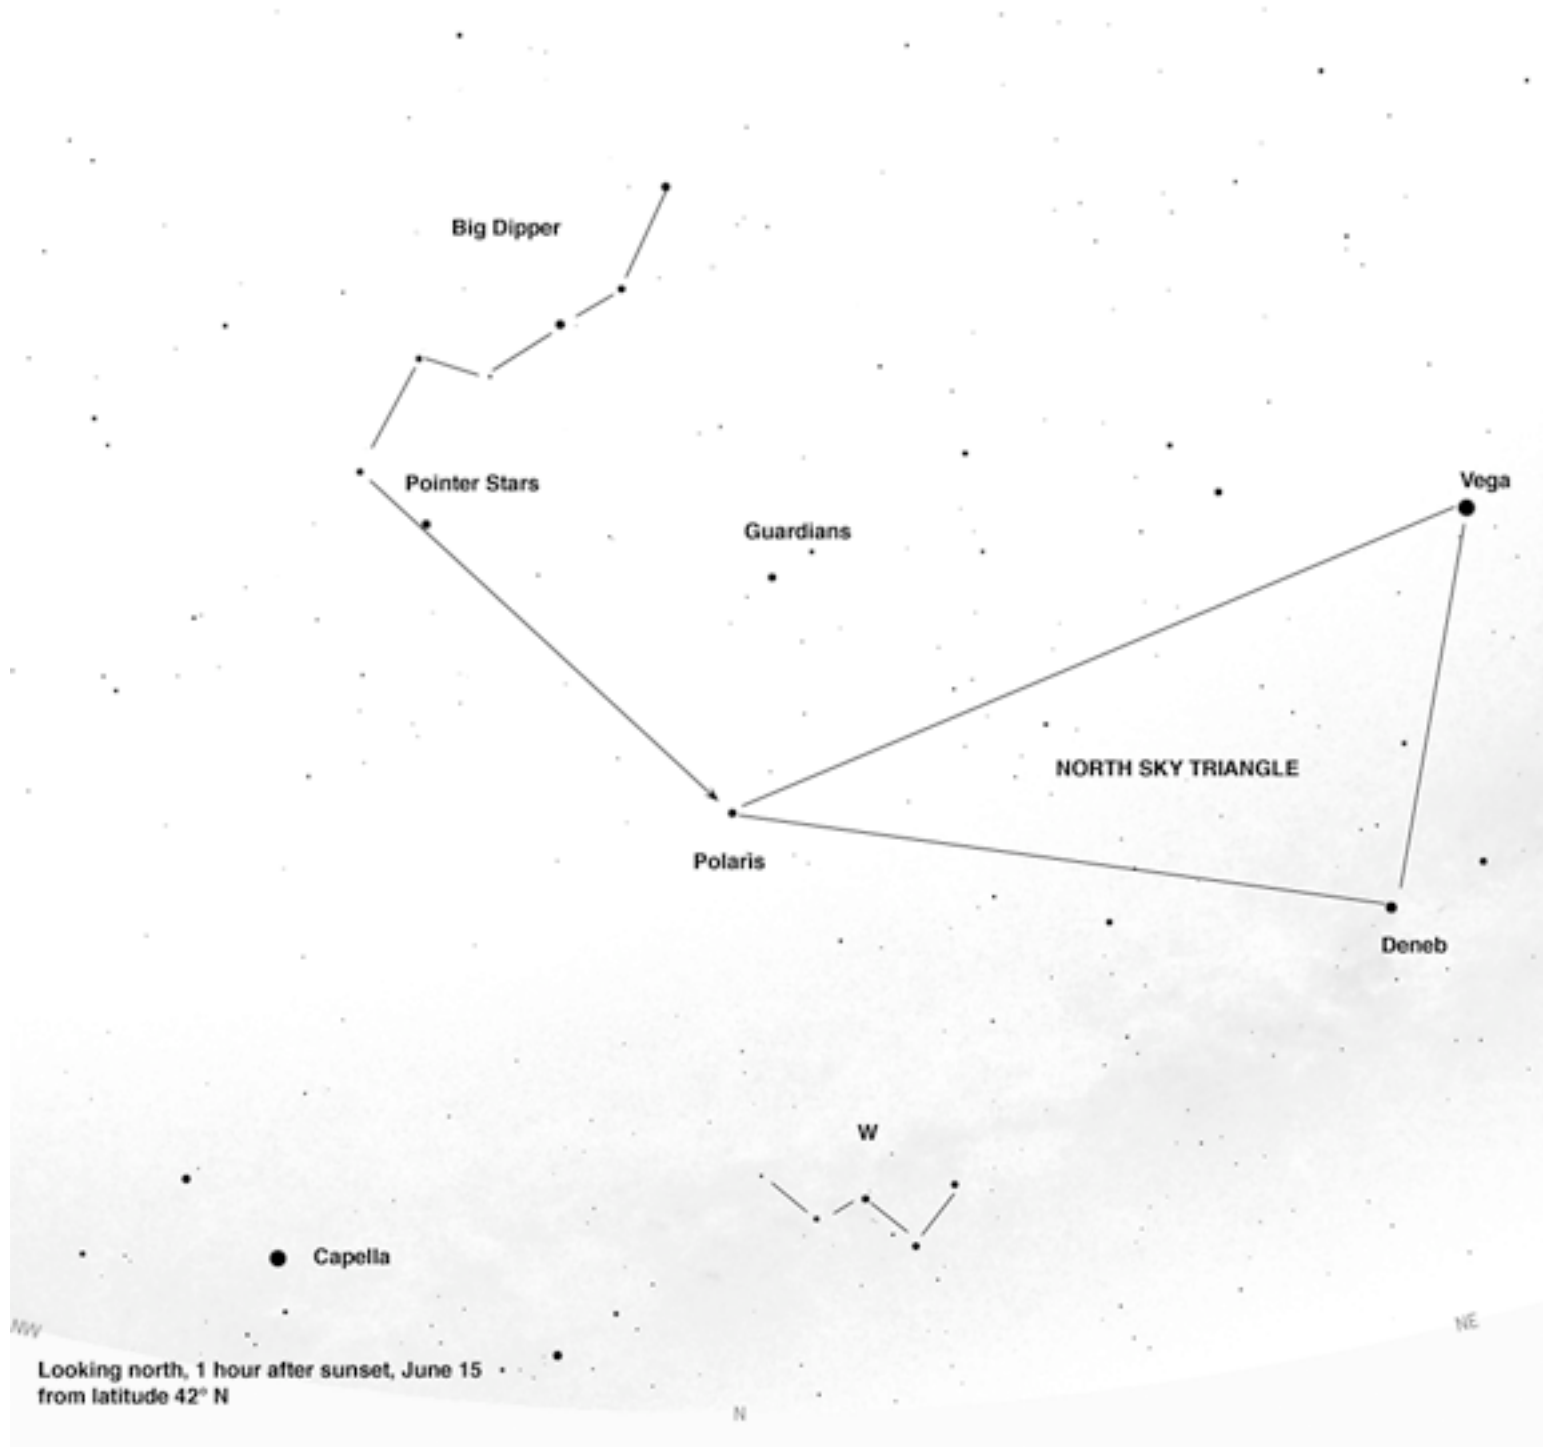 Big Dipper
Pointer Stars
Vega
Guardians
NORTH SKY TRIANGLE
Polaris
Deneb
W
Capella
NW
NE
Looking north, 1 hour after sunset, June 15
from latitude 42° N
N